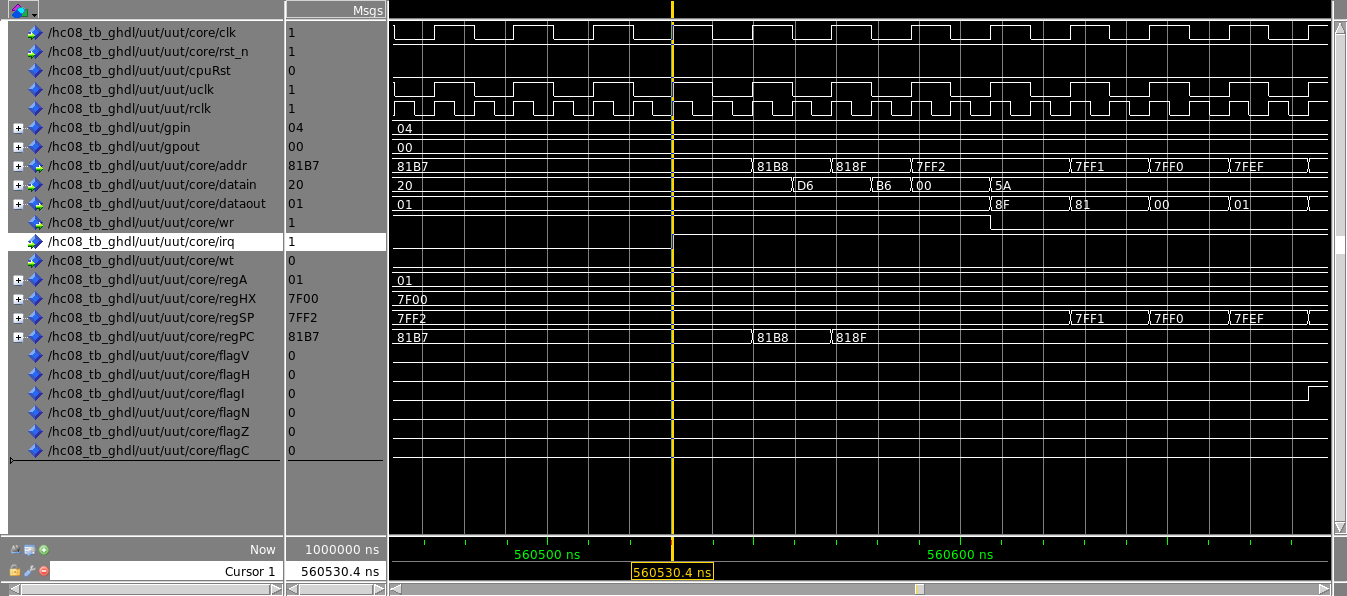 Msgs
/hc08_tb_ghdl/uut/uut/core/clk 1
/hc08_tb_ghdl/uut/uut/core/rst_n 1
/hc08_tb_ghdl/uut/uut/cpuRst 0
/hc08_tb_ghdl/uut/uut/uclk 1
/hc08_tb_ghdl/uut/uut/rclk 1
/hc08_tb_ghdl/uut/gpin 04 04
/hc08_tb_ghdl/uut/gpout 00 00
/hc08_tb_ghdl/uut/uut/core/addr 81B7 81B7 81B8 818F 7FF2 7FF1 7FF0 7FEF
/hc08_tb_ghdl/uut/uut/core/datain 20 20 D6 B6 00 5A
/hc08_tb_ghdl/uut/uut/core/dataout 01 01 8F 81 00 01
/hc08_tb_ghdl/uut/uut/core/wr 1
/hc08_tb_ghdl/uut/uut/core/irq 1
/hc08_tb_ghdl/uut/uut/core/wt 0
/hc08_tb_ghdl/uut/uut/core/regA 01 01
/hc08_tb_ghdl/uut/uut/core/regHX 7F00 7F00
/hc08_tb_ghdl/uut/uut/core/regSP 7FF2 7FF2 7FF1 7FF0 7FEF
/hc08_tb_ghdl/uut/uut/core/regPC 81B7 81B7 81B8 818F
/hc08_tb_ghdl/uut/uut/core/flagV 0
/hc08_tb_ghdl/uut/uut/core/flagH 0
/hc08_tb_ghdl/uut/uut/core/flagI 0
/hc08_tb_ghdl/uut/uut/core/flagN 0
/hc08_tb_ghdl/uut/uut/core/flagZ 0
/hc08_tb_ghdl/uut/uut/core/flagC 0
Now 1000000 ns 560500 ns 560600 ns
Cursor 1 560530.4 ns 560530.4 ns